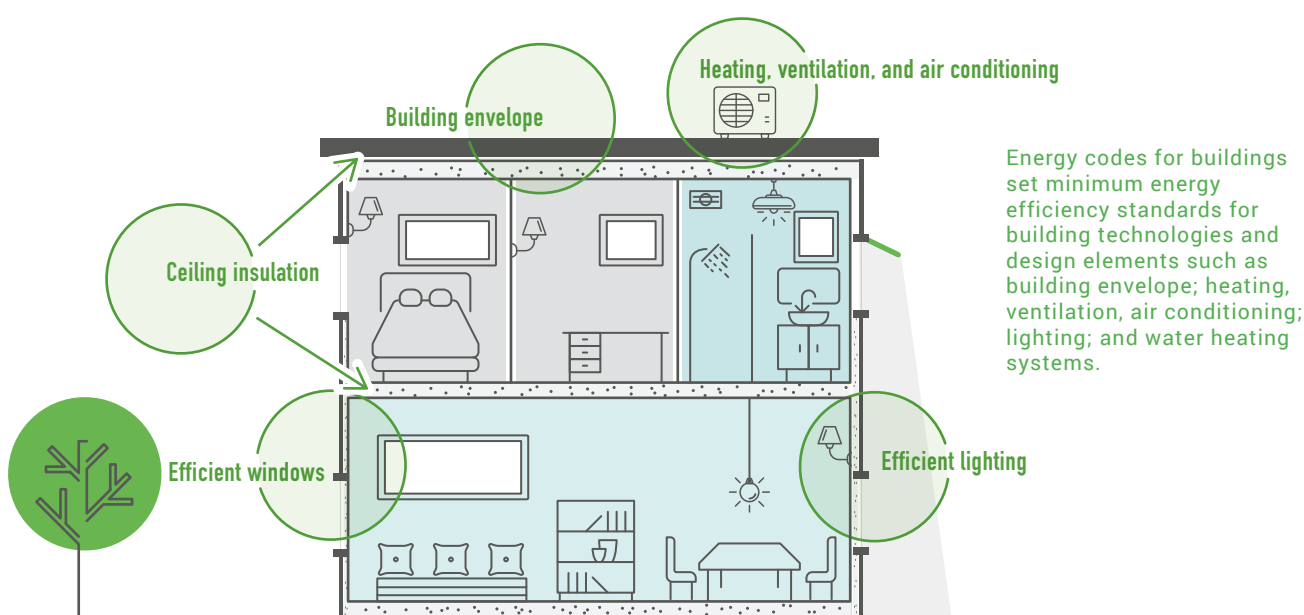 Heating, ventilation, and air conditioning
Building envelope
Ceiling insulation
Efficient windows
Efficient lighting
Energy codes for buildings
set minimum energy
efficiency standards for
building technologies and
design elements such as
building envelope; heating,
ventilation, air conditioning;
lighting; and water heating
systems.